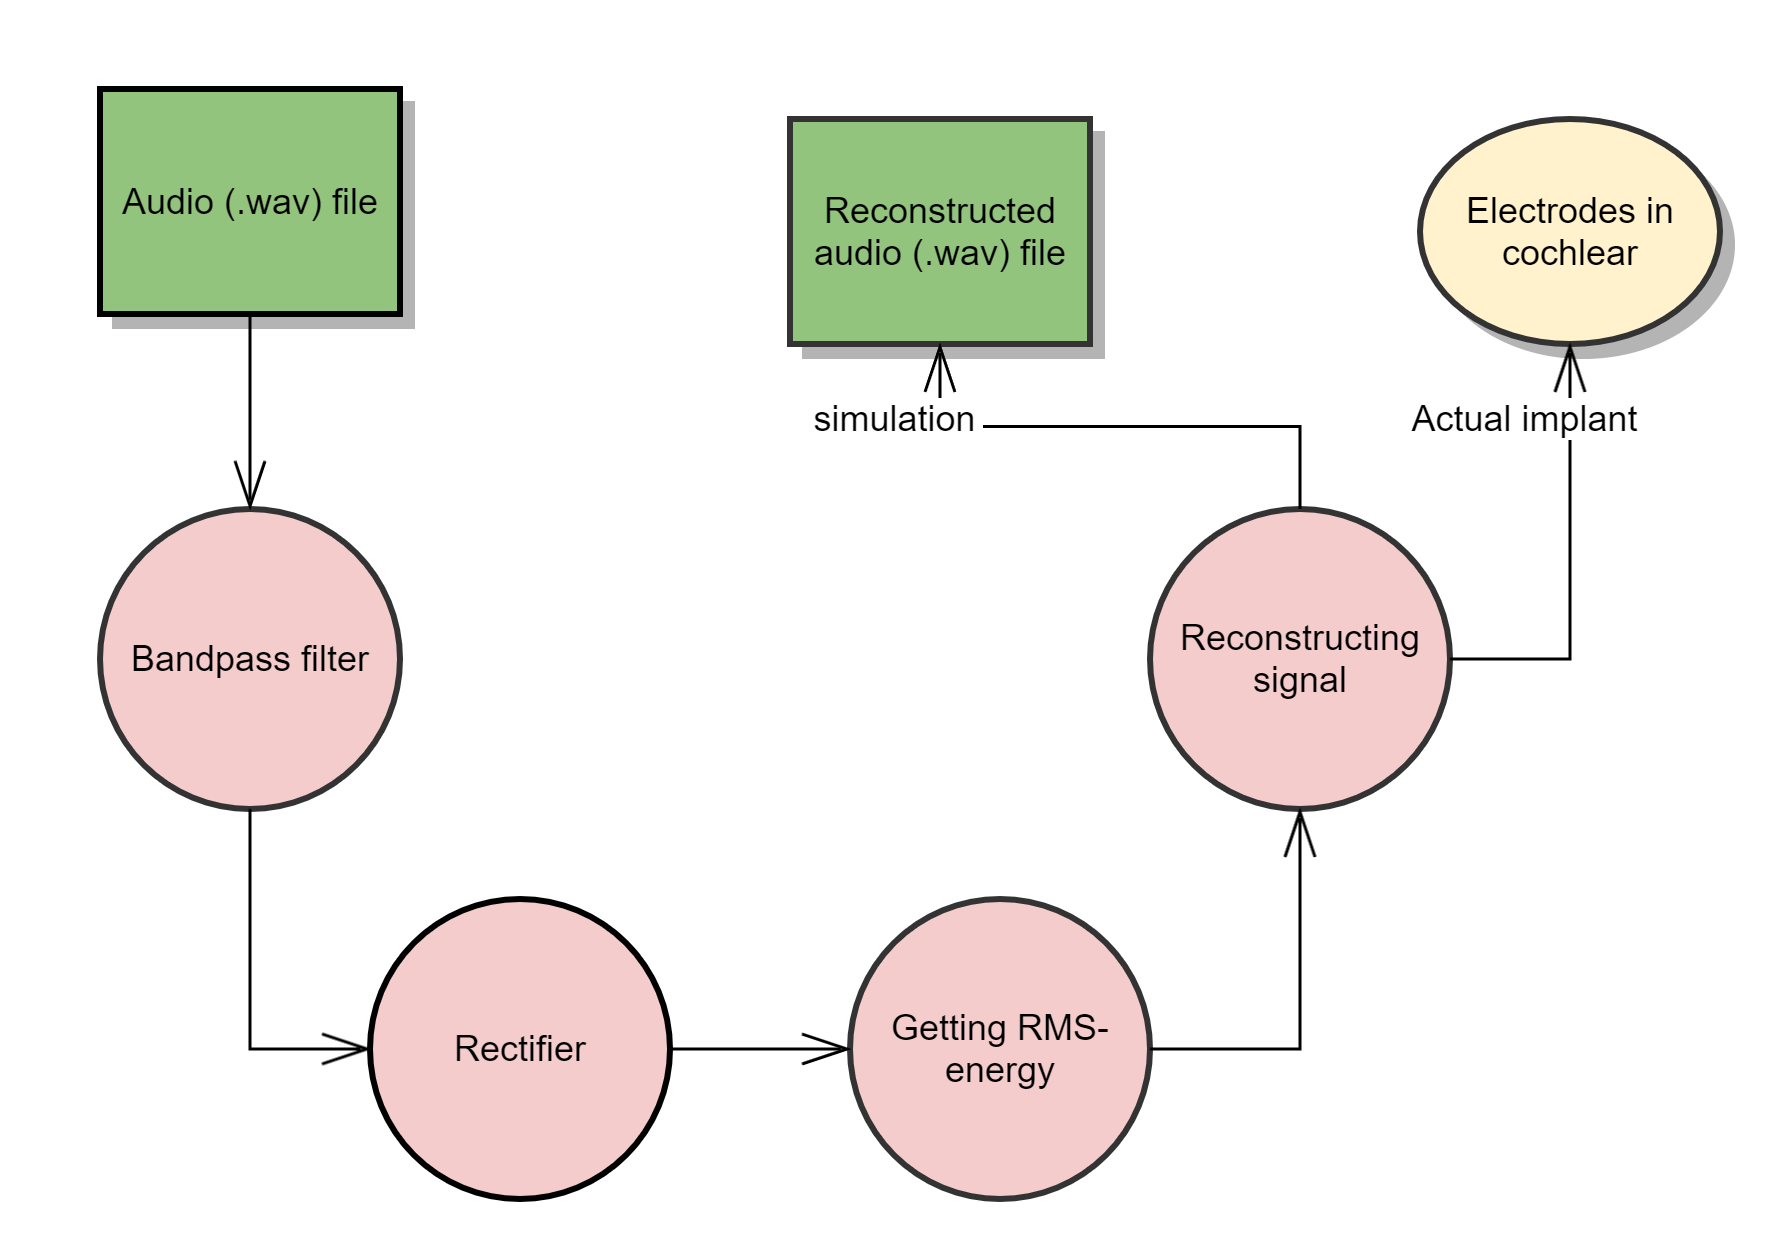 Audio (.wav) file
Reconstructed
audio (.wav) file
Electrodes in
cochlear
simulation
Actual implant
Bandpass filter
Reconstructing
signal
Rectifier
Getting RMS-
energy